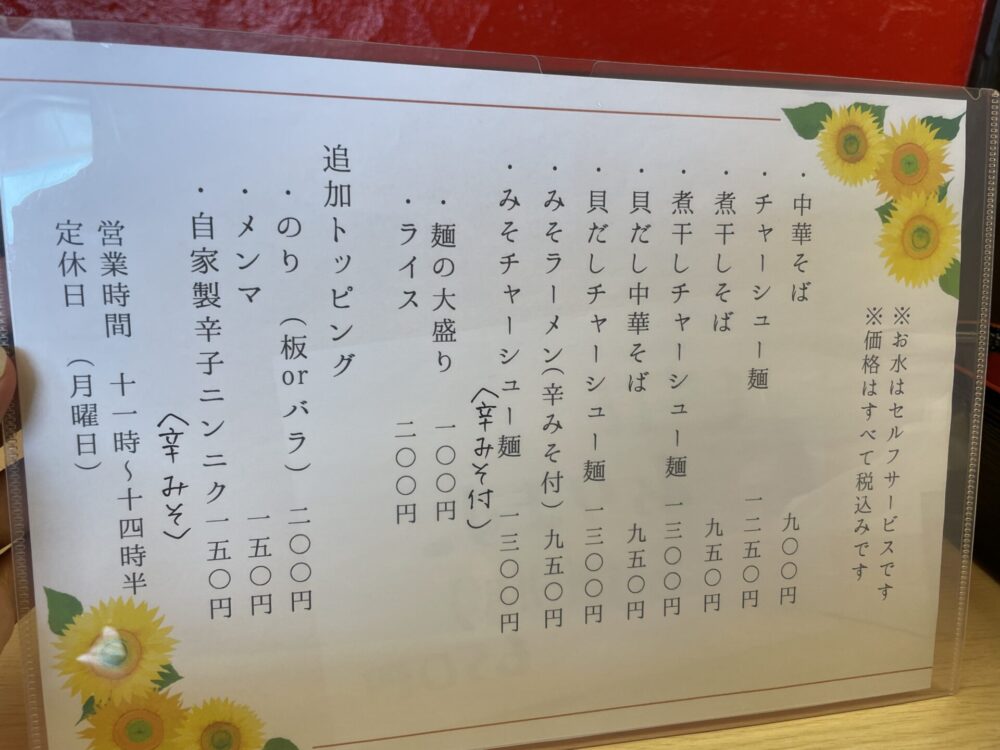 ※お水はセルフサービスです
※価格はすべて税込みです
・中華そば 九〇〇円
・チャーシュー麺 一二五〇円
・煮干しそば 九五〇円
・煮干しチャーシュー麺 一三〇〇円
・貝だし中華そば 九五〇円
・貝だしチャーシュー麺 一三〇〇円
・みそラーメン(辛みそ付) 九五〇円
・みそチャーシュー麺 一三〇〇円
〈辛みそ付〉
・麺の大盛り 一〇〇円
・ライス 二〇〇円
追加トッピング
・のり (板orバラ) 二〇〇円
・メンマ 一五〇円
・自家製辛子ニンニク 一五〇円
〈辛みそ〉
営業時間 十一時～十四時半
定休日 (月曜日)